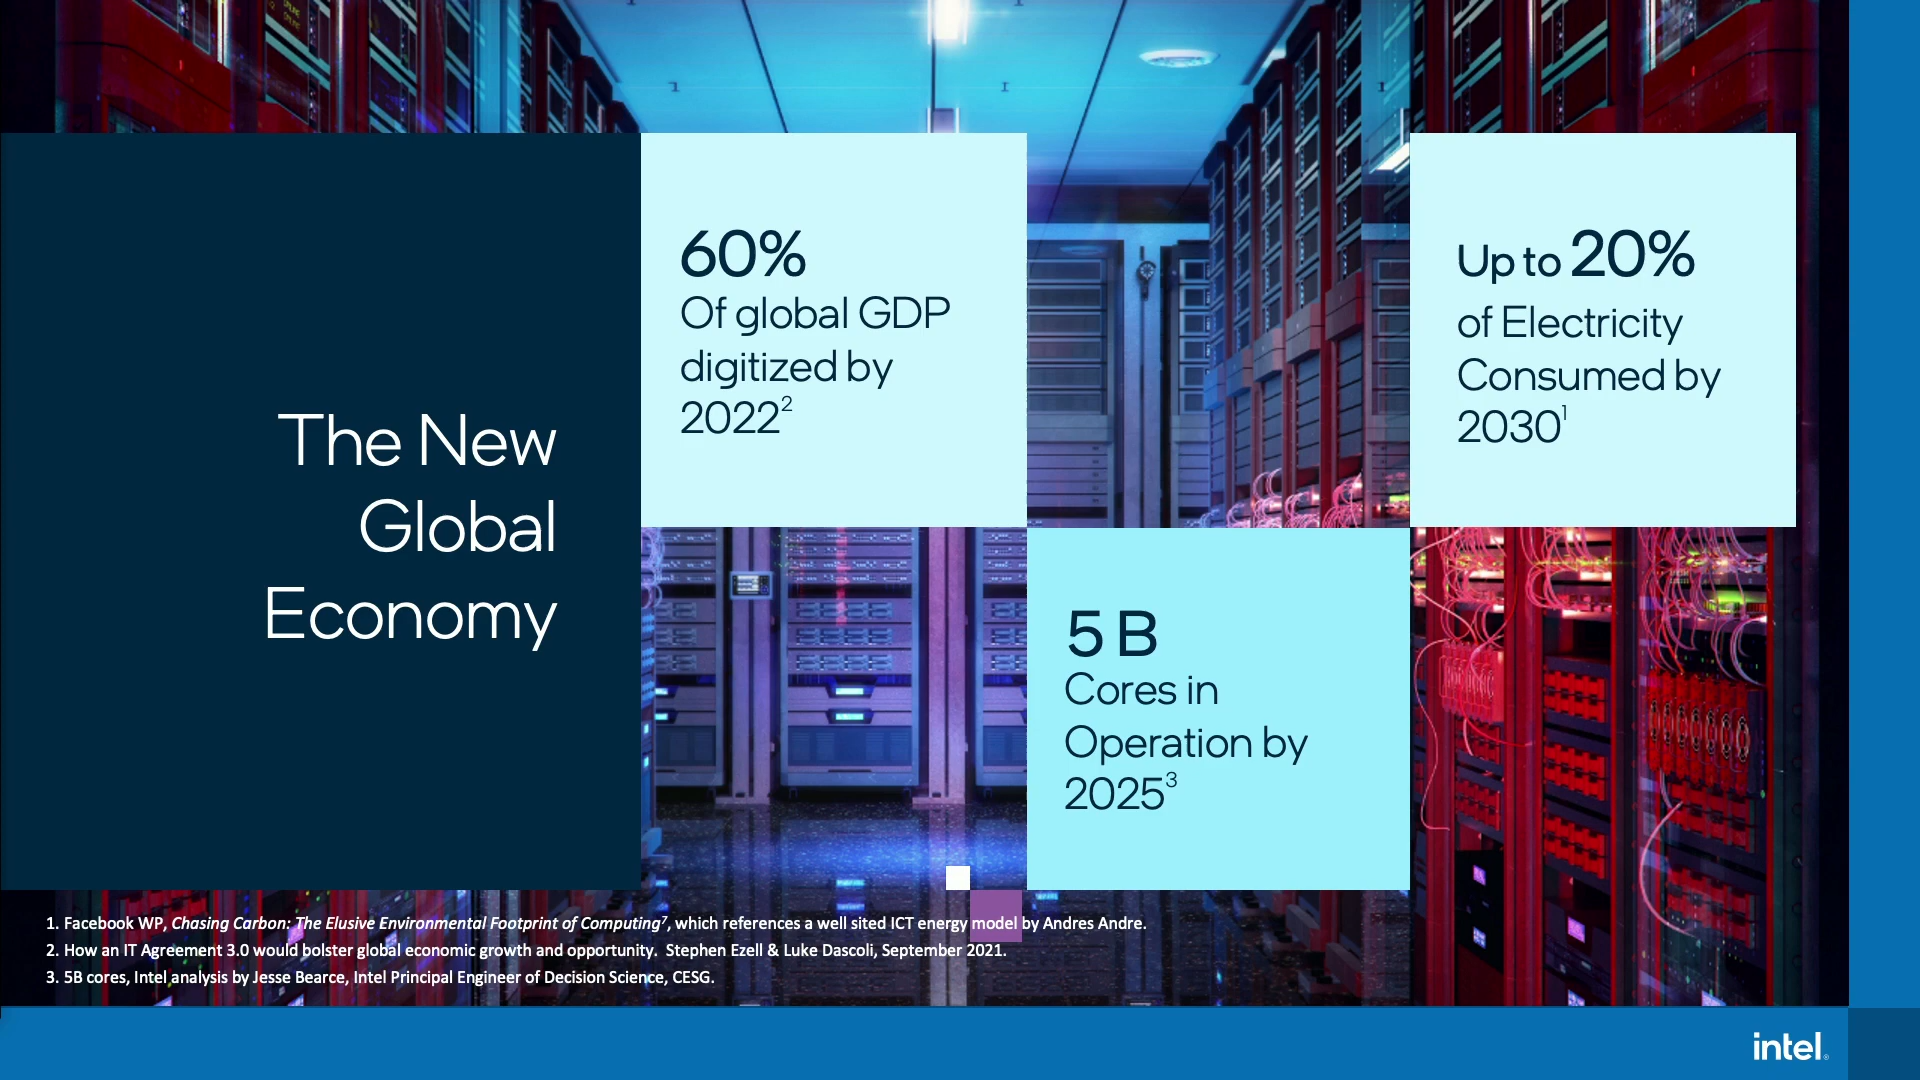 The New
Global
Economy
60%
Of global GDP
digitized by
2022²
Up to 20%
of Electricity
Consumed by
2030¹
5 B
Cores in
Operation by
2025³
1. Facebook WP, Chasing Carbon: The Elusive Environmental Footprint of Computing⁷, which references a well sited ICT energy model by Andres Andre.
2. How an IT Agreement 3.0 would bolster global economic growth and opportunity.  Stephen Ezell & Luke Dascoli, September 2021.
3. 5B cores, Intel analysis by Jesse Bearce, Intel Principal Engineer of Decision Science, CESG.
intel®